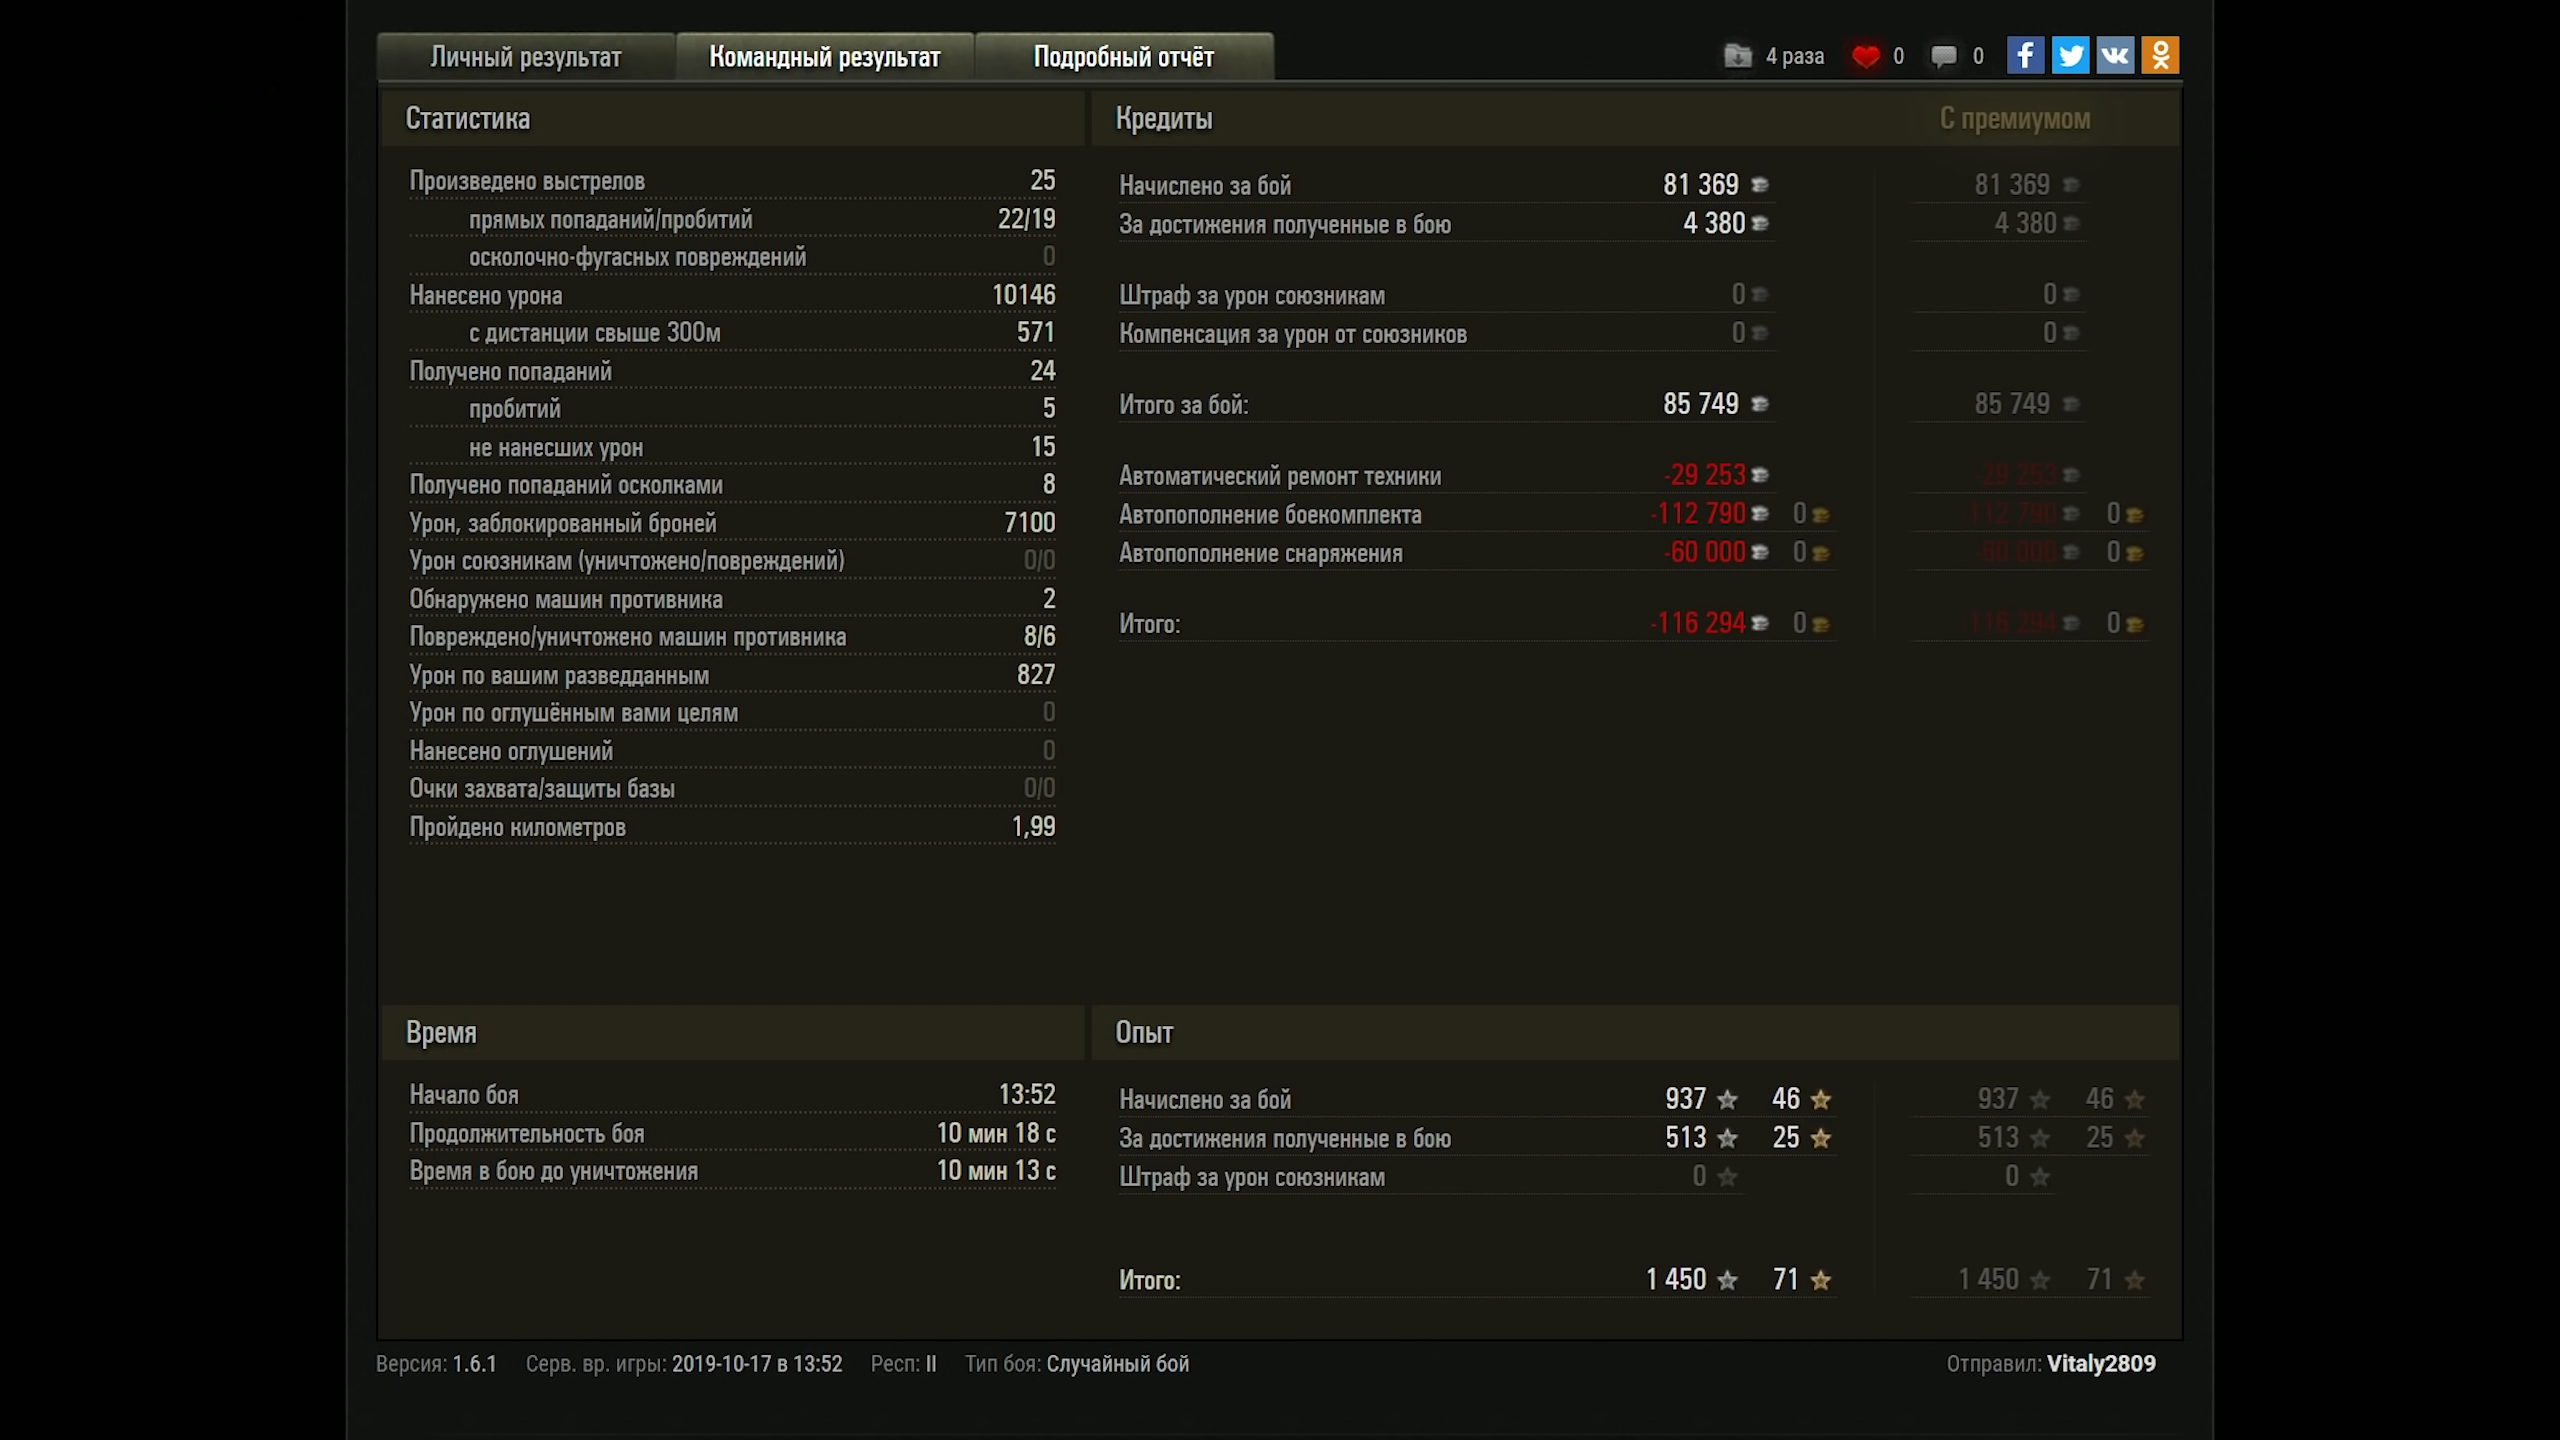 Личный результат
Командный результат
Подробный отчёт
4 раза
0
0
Статистика
Произведено выстрелов 25
прямых попаданий/пробитий 22/19
осколочно-фугасных повреждений 0
Нанесено урона 10146
с дистанции свыше 300м 571
Получено попаданий 24
пробитий 5
не нанесших урон 15
Получено попаданий осколками 8
Урон, заблокированный броней 7100
Урон союзникам (уничтожено/повреждений) 0/0
Обнаружено машин противника 2
Повреждено/уничтожено машин противника 8/6
Урон по вашим разведданным 827
Урон по оглушённым вами целям 0
Нанесено оглушений 0
Очки захвата/защиты базы 0/0
Пройдено километров 1,99
Кредиты С премиумом
Начислено за бой 81 369 81 369
За достижения полученные в бою 4 380 4 380
Штраф за урон союзникам 0 0
Компенсация за урон от союзников 0 0
Итого за бой: 85 749 85 749
Автоматический ремонт техники -29 253 -29 253
Автопополнение боекомплекта -112 790 0 -112 790 0
Автопополнение снаряжения -60 000 0 -60 000 0
Итого: -116 294 0 -116 294 0
Время
Начало боя 13:52
Продолжительность боя 10 мин 18 с
Время в бою до уничтожения 10 мин 13 с
Опыт
Начислено за бой 937 46 937 46
За достижения полученные в бою 513 25 513 25
Штраф за урон союзникам 0 0
Итого: 1 450 71 1 450 71
Версия: 1.6.1 Серв. вр. игры: 2019-10-17 в 13:52 Респ: II Тип боя: Случайный бой Отправил: Vitaly2809